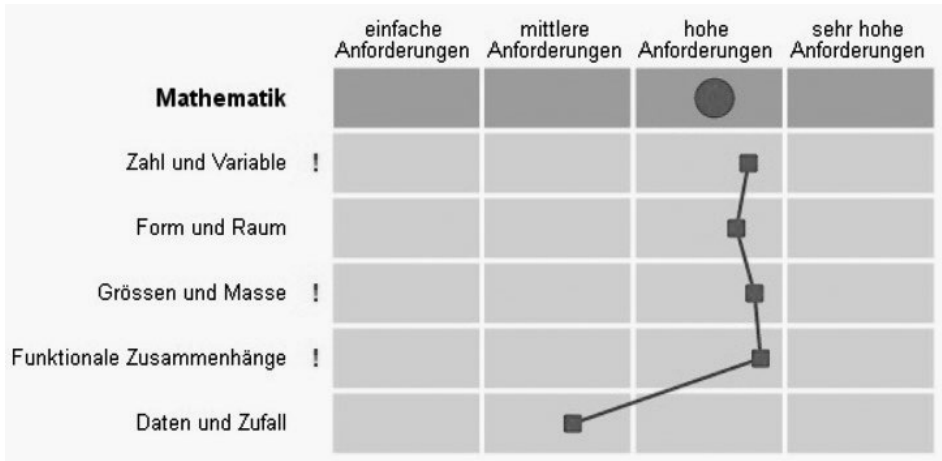 einfache Anforderungen
mittlere Anforderungen
hohe Anforderungen
sehr hohe Anforderungen
Mathematik
Zahl und Variable !
Form und Raum
Grössen und Masse !
Funktionale Zusammenhänge !
Daten und Zufall